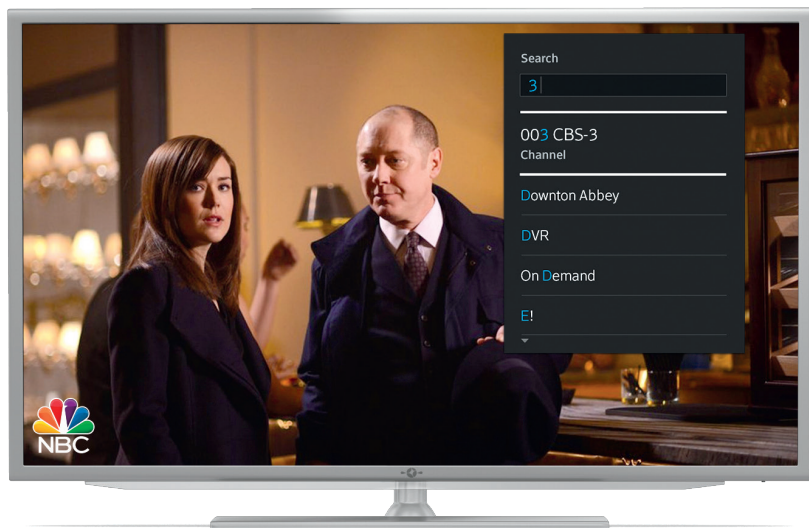 Search
3
003 CBS-3
Channel
Downton Abbey
DVR
On Demand
E!
NBC